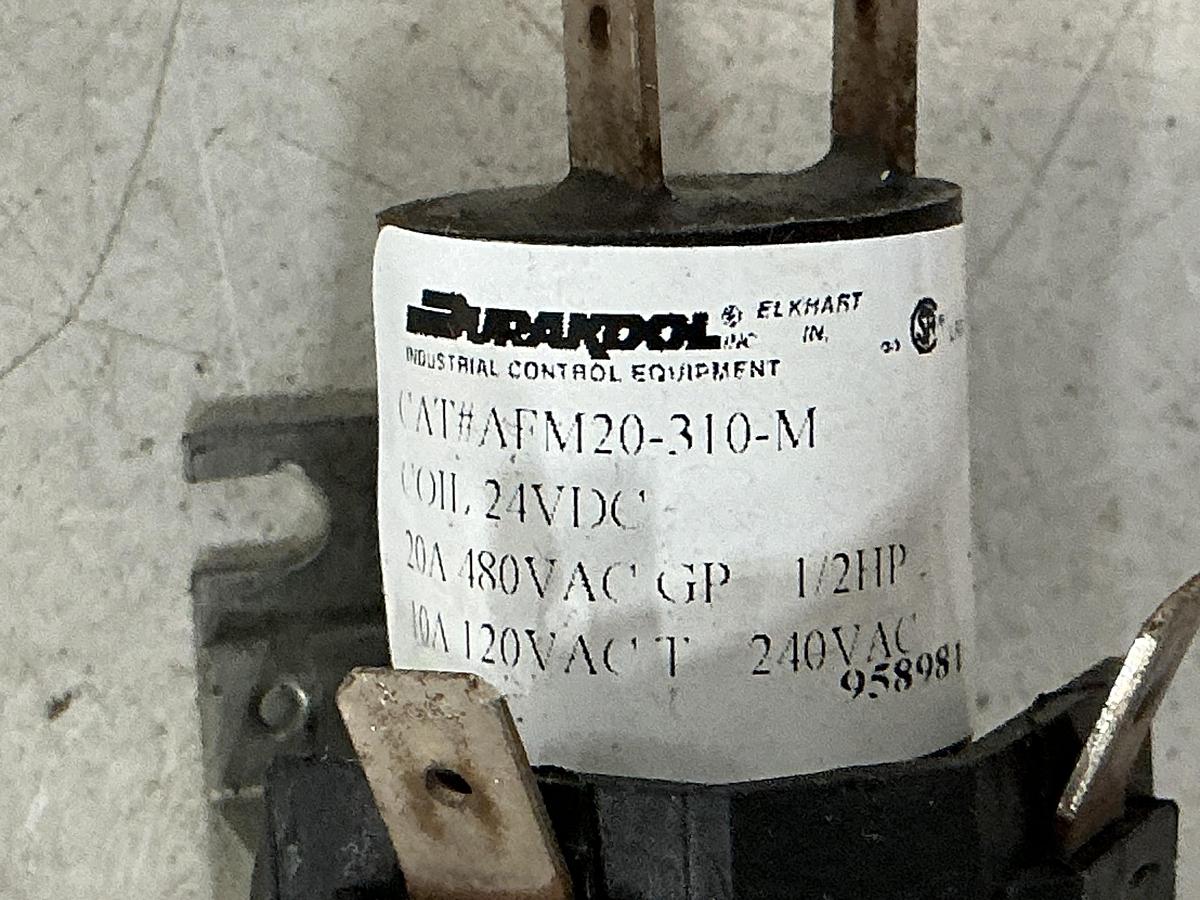 DURAKOOL ® INC ELKHART IN.
INDUSTRIAL CONTROL EQUIPMENT
CAT#AFM20-310-M
COIL 24VDC
20A 480VAC GP 1/2HP
10A 120VAC T 240VAC
958981